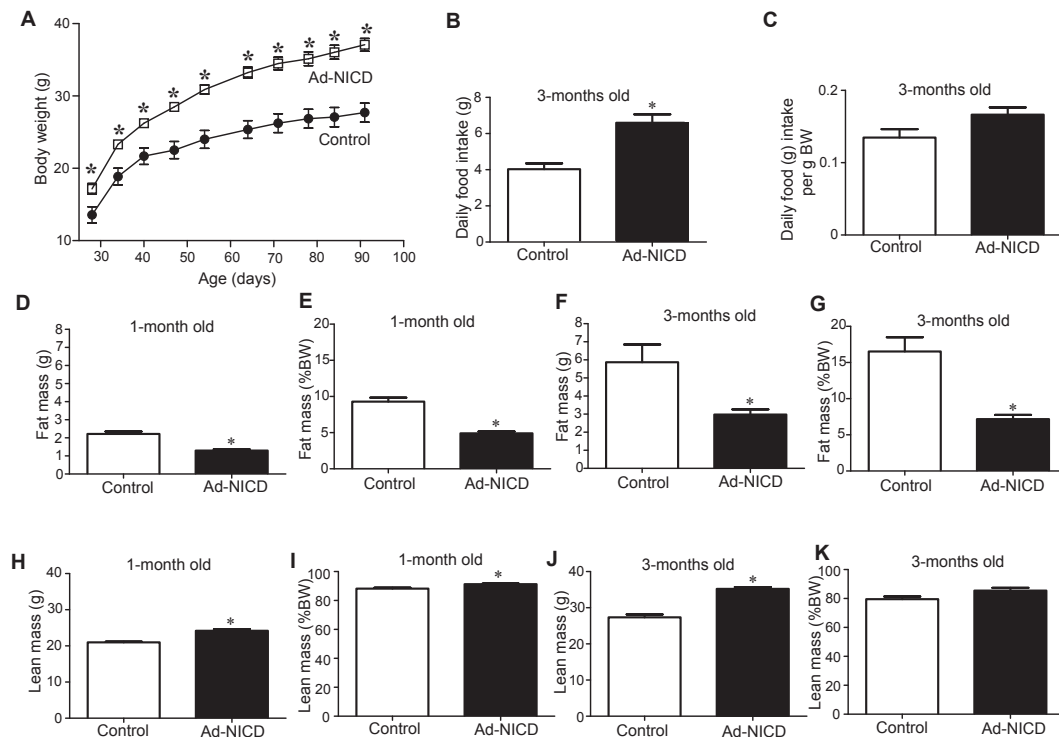 A
Body weight (g)
40
30
20
10
* * * * * * * * * *
Ad-NICD
Control
30 40 50 60 70 80 90 100
Age (days)
B
3-months old
Daily food intake (g)
8
6
4
2
0
*
Control Ad-NICD
C
3-months old
Daily food (g) intake
per g BW
0.2
0.1
0.0
Control Ad-NICD
D
1-month old
Fat mass (g)
8
7
6
5
4
3
2
1
0
*
Control Ad-NICD
E
1-month old
Fat mass (%BW)
20
15
10
5
0
*
Control Ad-NICD
F
3-months old
Fat mass (g)
8
7
6
5
4
3
2
1
0
*
Control Ad-NICD
G
3-months old
Fat mass (%BW)
20
15
10
5
0
*
Control Ad-NICD
H
1-month old
Lean mass (g)
40
30
20
10
0
*
Control Ad-NICD
I
1-month old
Lean mass (%BW)
100
80
60
40
20
0
*
Control Ad-NICD
J
3-months old
Lean mass (g)
40
30
20
10
0
*
Control Ad-NICD
K
3-months old
Lean mass (%BW)
100
80
60
40
20
0
Control Ad-NICD